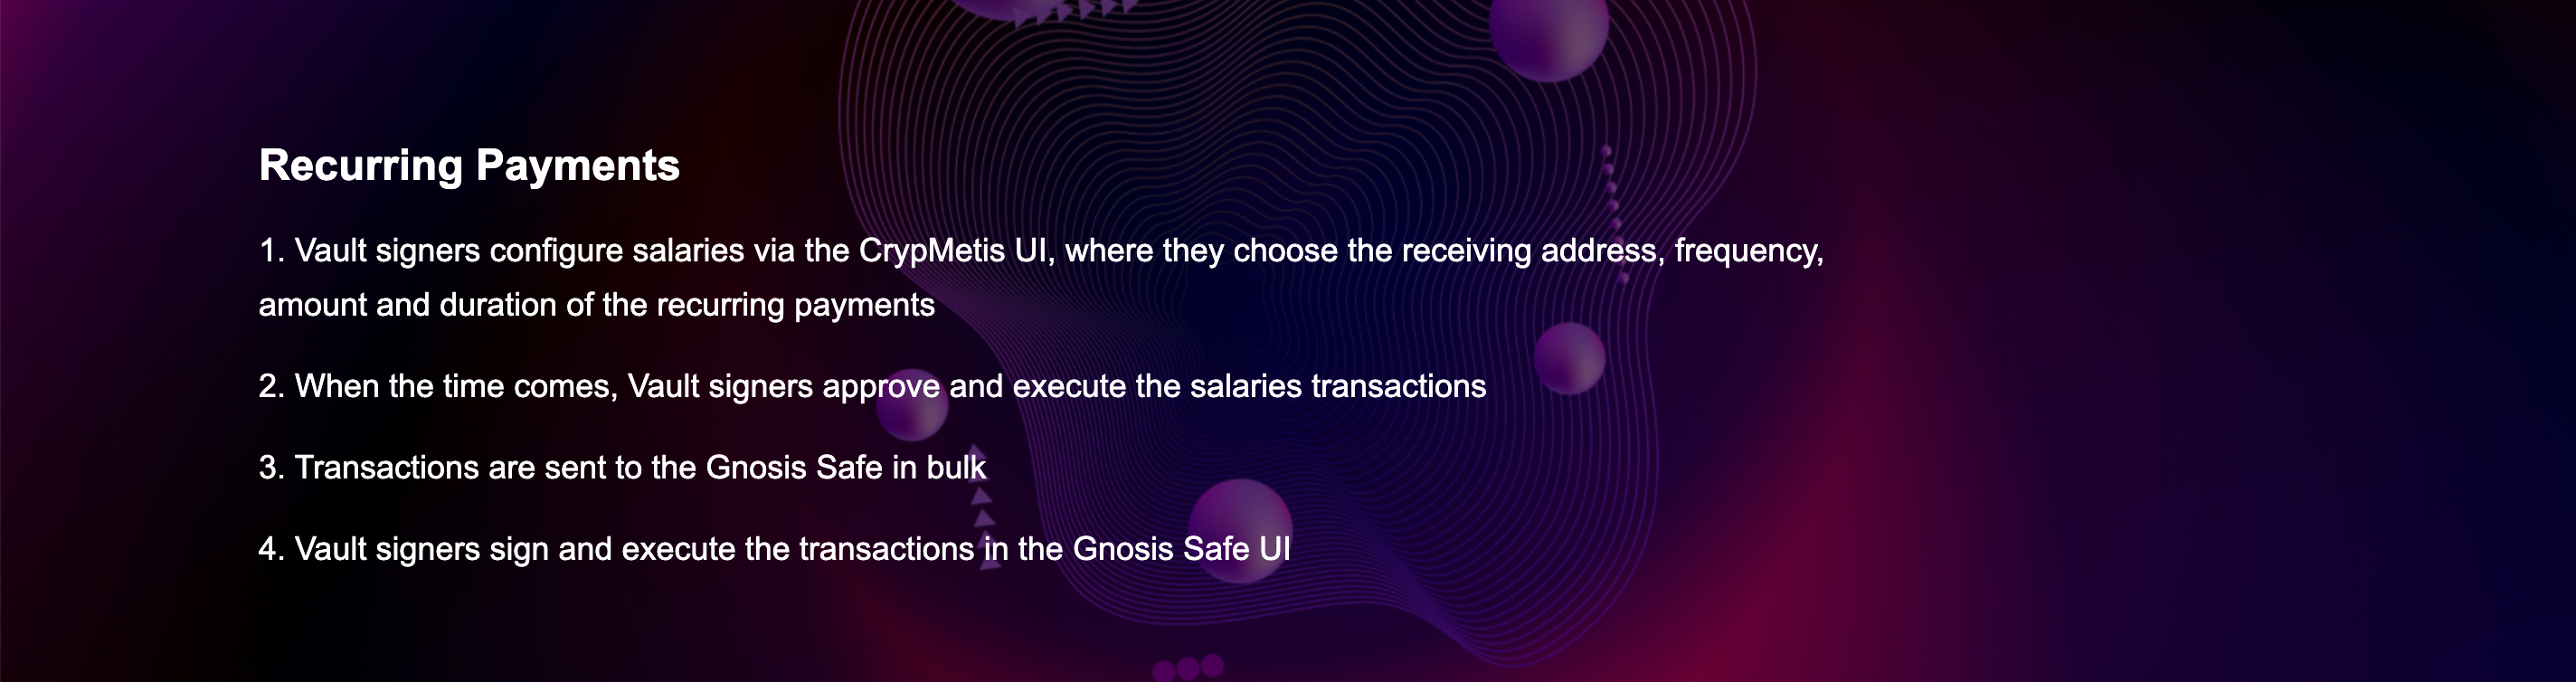 Recurring Payments
1. Vault signers configure salaries via the CrypMetis UI, where they choose the receiving address, frequency,
amount and duration of the recurring payments
2. When the time comes, Vault signers approve and execute the salaries transactions
3. Transactions are sent to the Gnosis Safe in bulk
4. Vault signers sign and execute the transactions in the Gnosis Safe UI